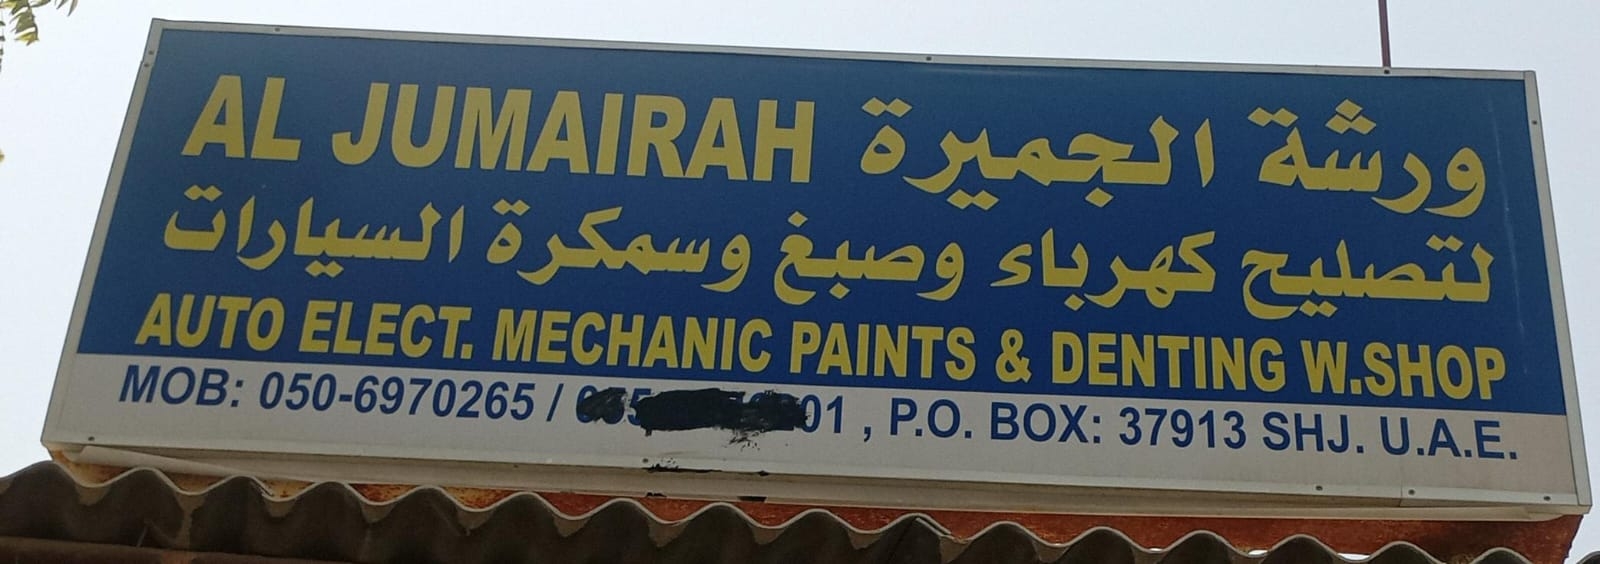 AL JUMAIRAH ورشة الجميرة
لتصليح كهرباء وصبغ وسمكرة السيارات
AUTO ELECT. MECHANIC PAINTS & DENTING W.SHOP
MOB: 050-6970265 / 01 , P.O. BOX: 37913 SHJ. U.A.E.